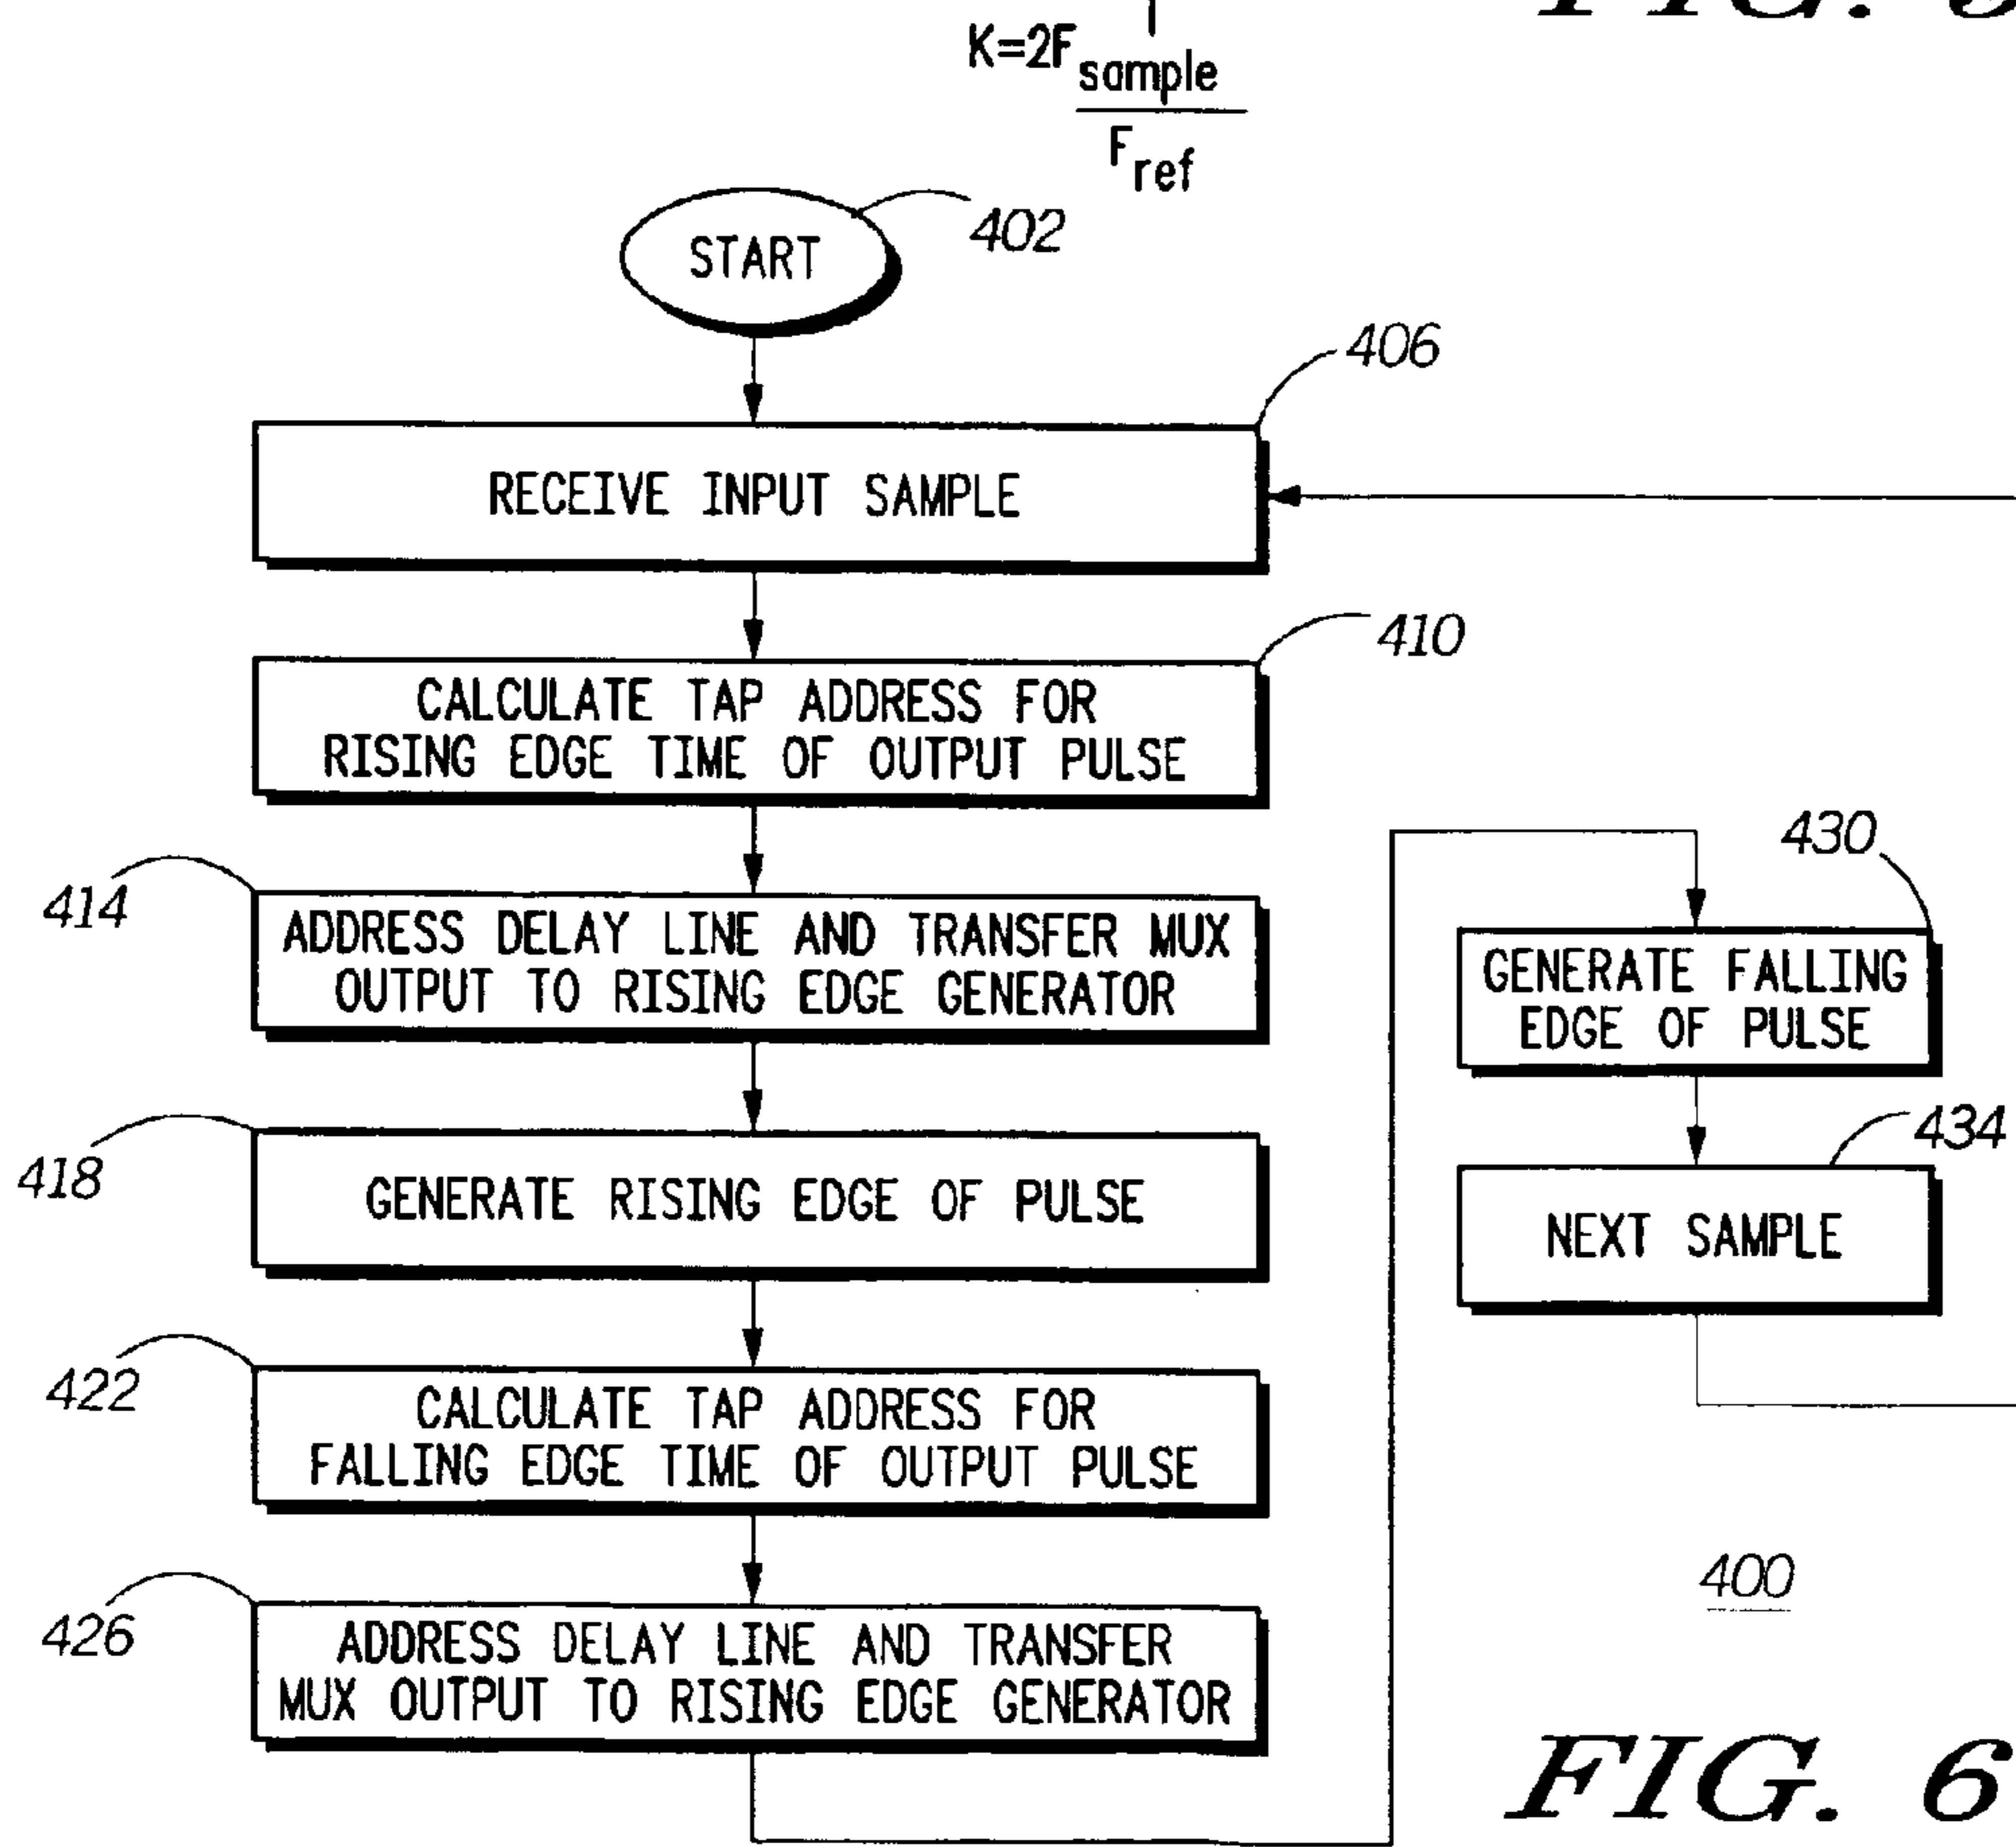 FIG. 5
K=2F sample
F ref
START
402
406
RECEIVE INPUT SAMPLE
410
CALCULATE TAP ADDRESS FOR
RISING EDGE TIME OF OUTPUT PULSE
414
ADDRESS DELAY LINE AND TRANSFER MUX
OUTPUT TO RISING EDGE GENERATOR
418
GENERATE RISING EDGE OF PULSE
422
CALCULATE TAP ADDRESS FOR
FALLING EDGE TIME OF OUTPUT PULSE
426
ADDRESS DELAY LINE AND TRANSFER
MUX OUTPUT TO RISING EDGE GENERATOR
430
GENERATE FALLING
EDGE OF PULSE
434
NEXT SAMPLE
400
FIG. 6